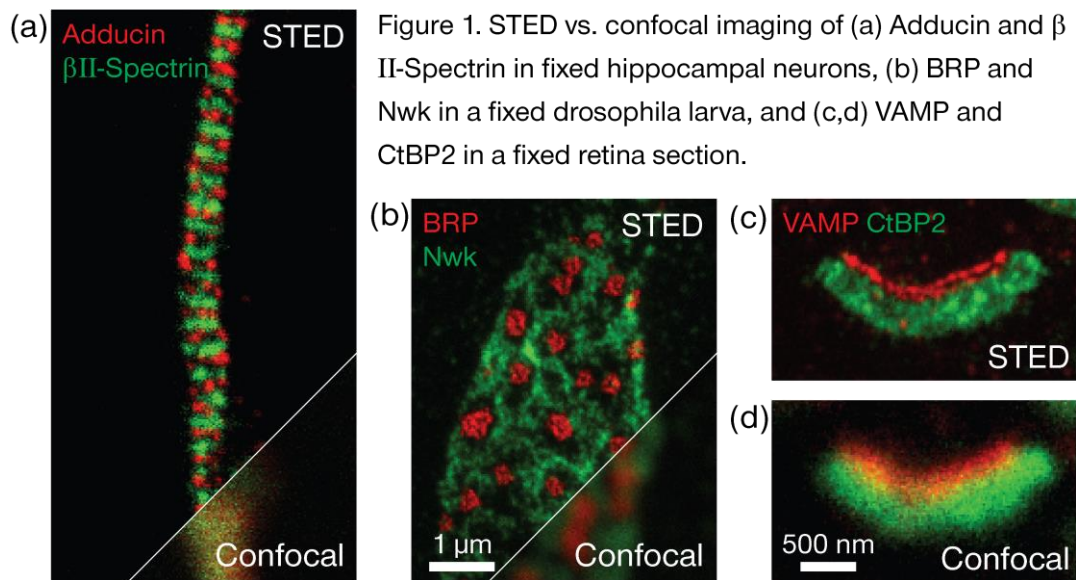 (a)
Adducin
STED
βII-Spectrin
Confocal
Figure 1. STED vs. confocal imaging of (a) Adducin and β
II-Spectrin in fixed hippocampal neurons, (b) BRP and
Nwk in a fixed drosophila larva, and (c,d) VAMP and
CtBP2 in a fixed retina section.
(b)
BRP
STED
Nwk
1 μm
(c)
VAMP CtBP2
STED
(d)
500 nm
Confocal